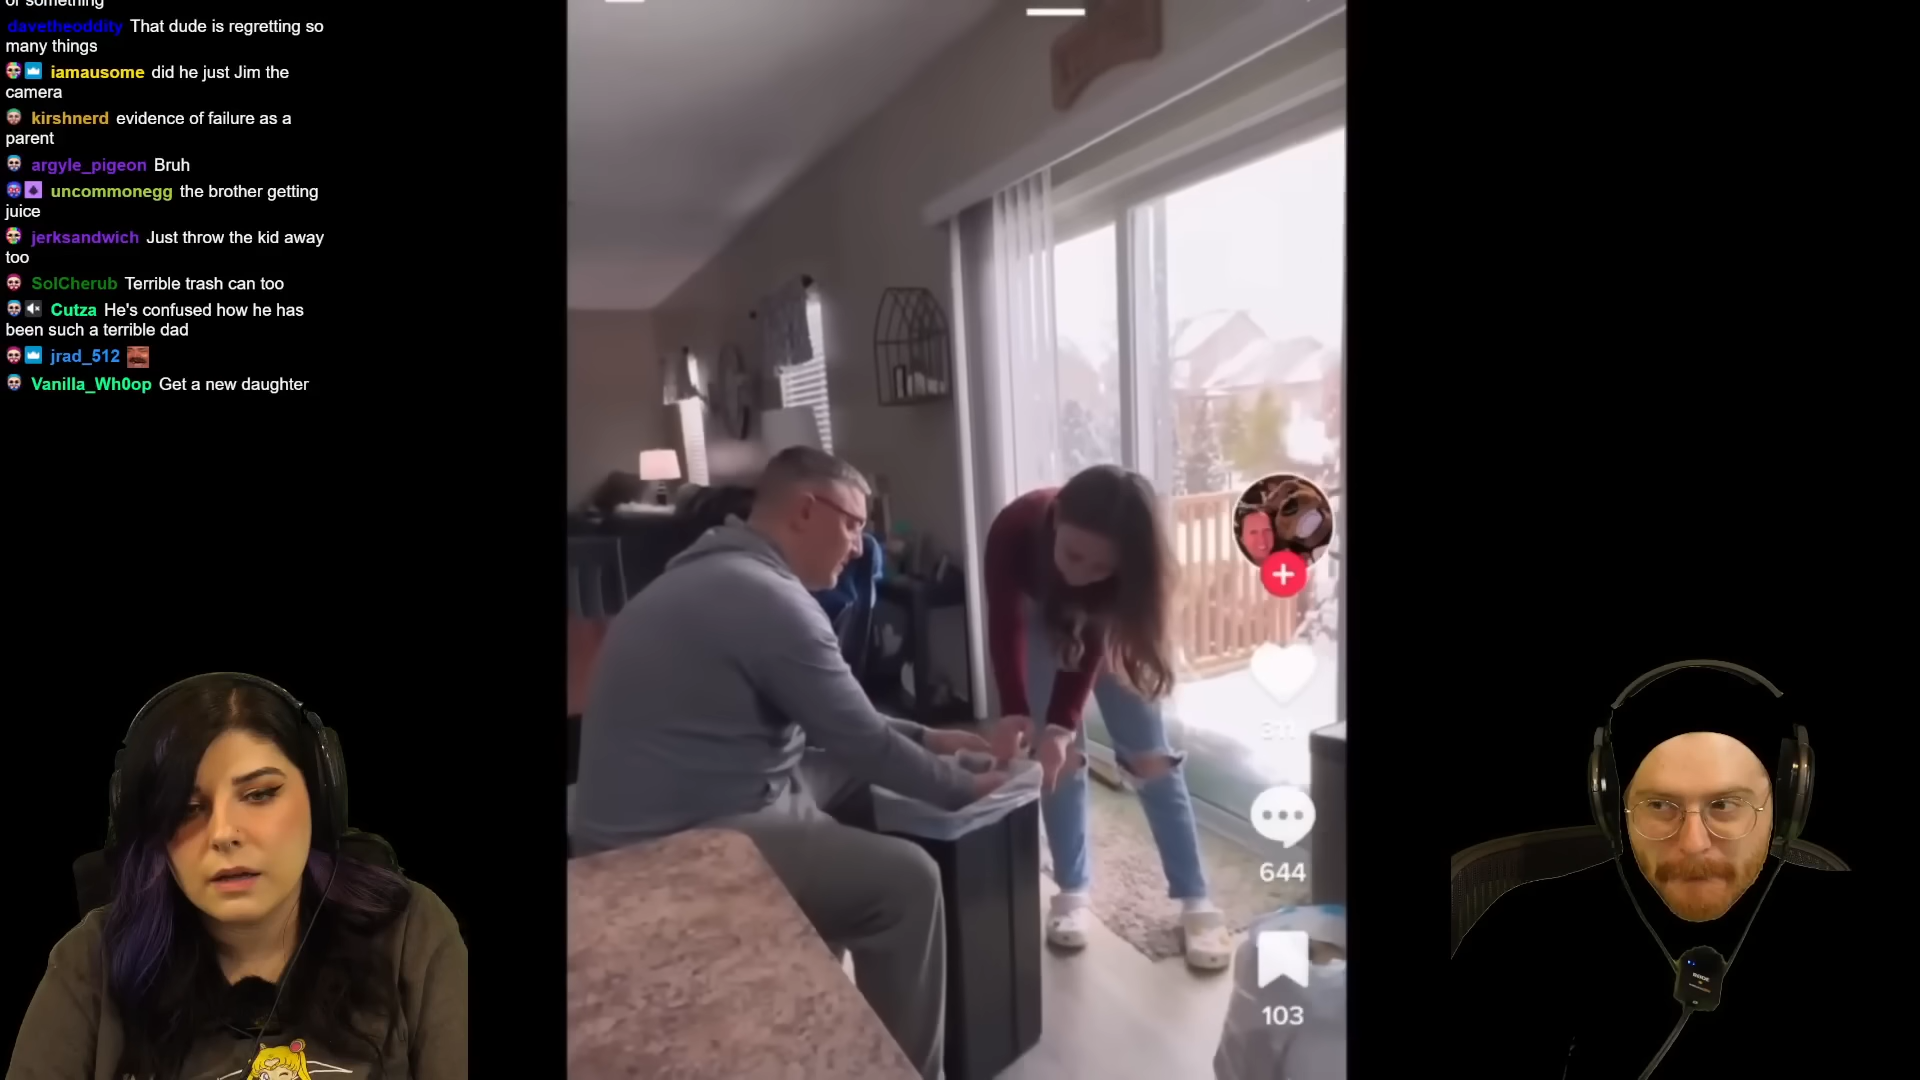 or something
davetheoddity That dude is regretting so
many things
iamausome did he just Jim the
camera
kirshnerd evidence of failure as a
parent
argyle_pigeon Bruh
uncommonegg the brother getting
juice
jerksandwich Just throw the kid away
too
SolCherub Terrible trash can too
Cutza He's confused how he has
been such a terrible dad
jrad_512
Vanilla_Wh0op Get a new daughter
644
103